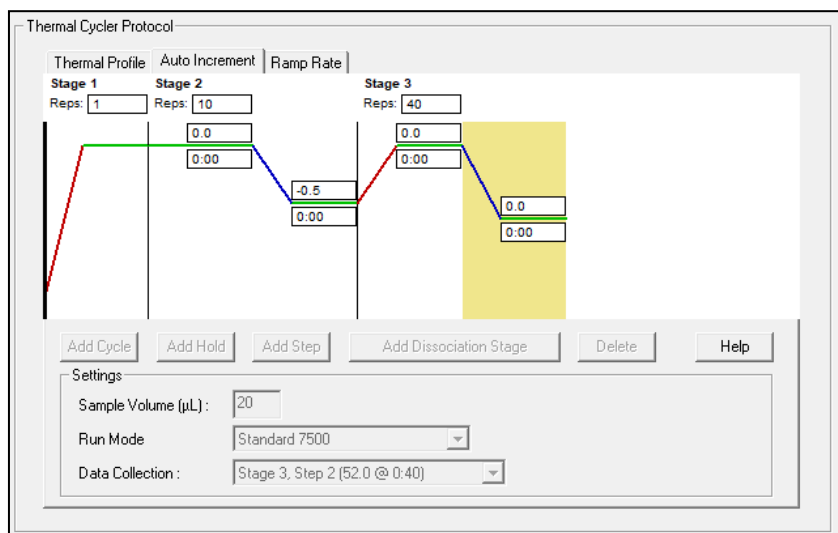 Thermal Cycler Protocol
Thermal Profile Auto Increment Ramp Rate
Stage 1 Stage 2 Stage 3
Reps: 1 Reps: 10 Reps: 40
0.0 0.0
0:00 0:00
-0.5 0.0
0:00 0:00
Add Cycle Add Hold Add Step Add Dissociation Stage Delete Help
Settings
Sample Volume (µL) : 20
Run Mode Standard 7500
Data Collection : Stage 3, Step 2 (52.0 @ 0:40)